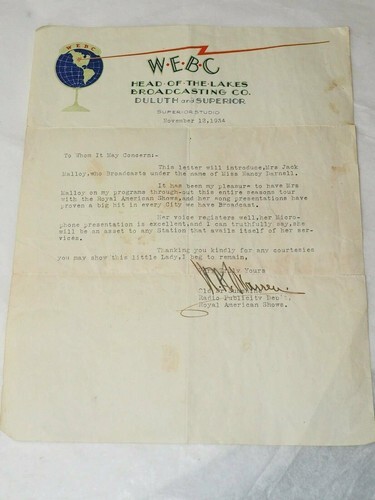 WEBC
W·E·B·C
HEAD·OF·THE·LAKES
BROADCASTING CO.
DULUTH and SUPERIOR
SUPERIOR STUDIO
November 12,1934
To Whom It May Concern:-
This letter will introduce, Mrs Jack
Malloy, who Broadcasts under the name of Mike Nancy Darnell.
It has been my pleasure to have Mrs
Malloy on my programs through-out this entire seasons tour
with the Royal American Shows, and her song presentations have
proven a big hit in every City we have Broadcast.
Her voice registers well, her Micro-
phone presentation is excellent, and I can truthfully say, she
will be an asset to any Station that avails itself of her ser-
vices.
Thanking you kindly for any courtesies
you may show this Little Lady, I beg to remain.
Yours
Radio Publicity Dep't.
Royal American Shows.